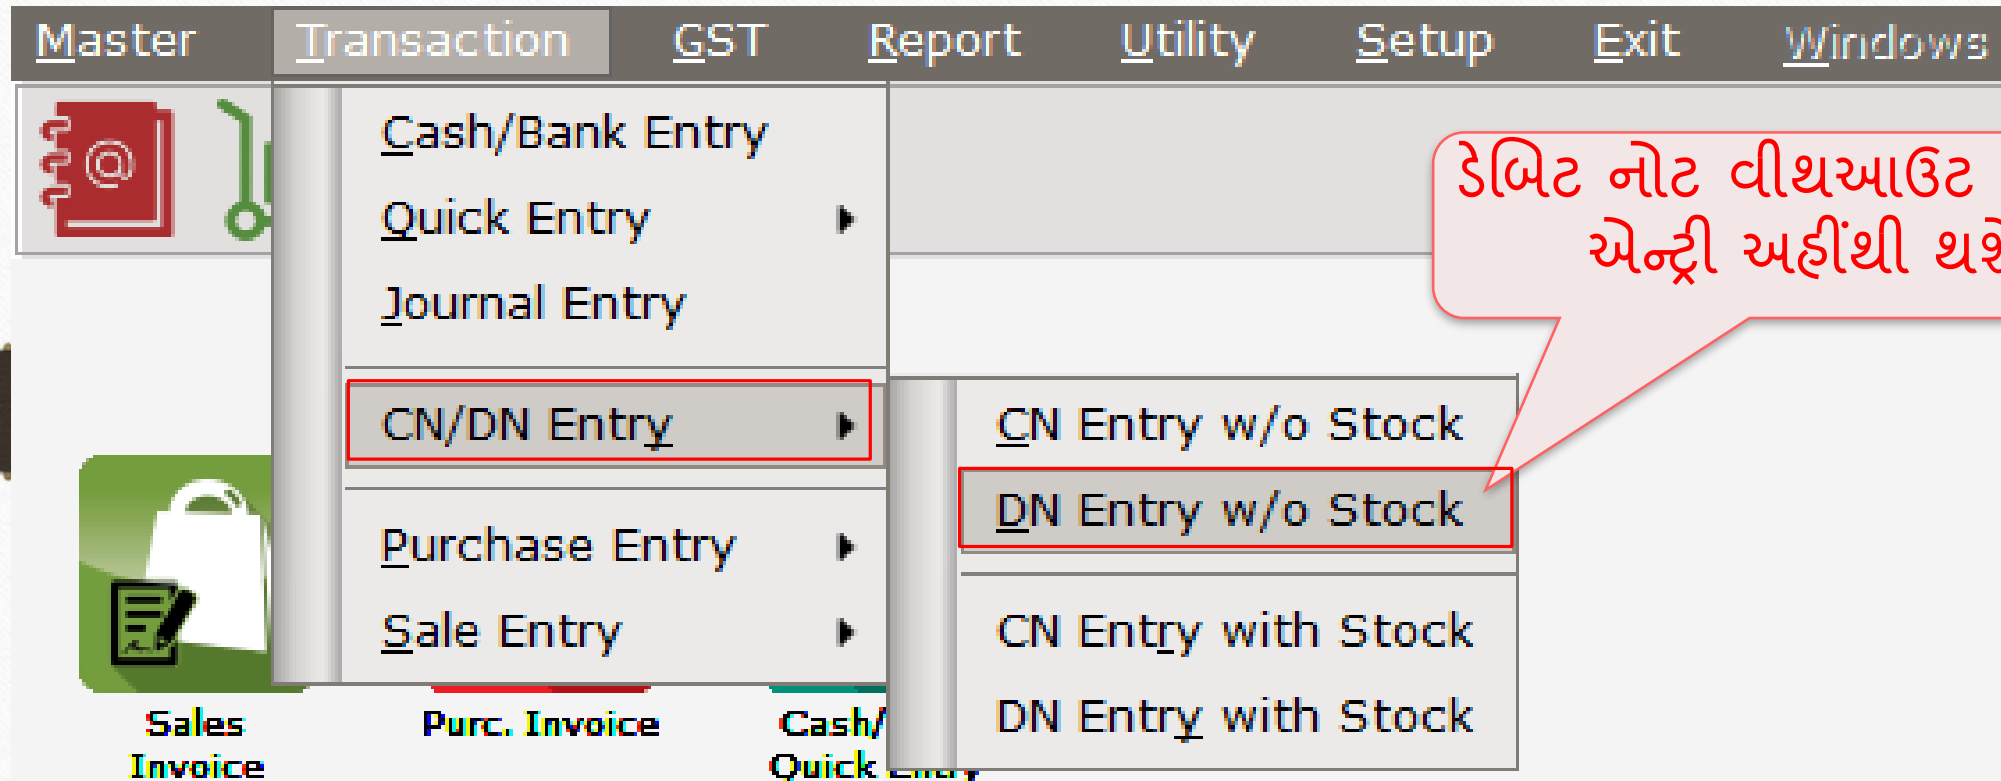 Master Transaction GST Report Utility Setup Exit Windows
Cash/Bank Entry
Quick Entry
Journal Entry
CN/DN Entry
Purchase Entry
Sale Entry
ડેબિટ નોટ વીથઆઉટ
એન્ટ્રી અહીંથી
CN Entry w/o Stock
DN Entry w/o Stock
CN Entry with Stock
DN Entry with Stock
@
Sales
Invoice
Purc. Invoice
Cash/
Quick Entry